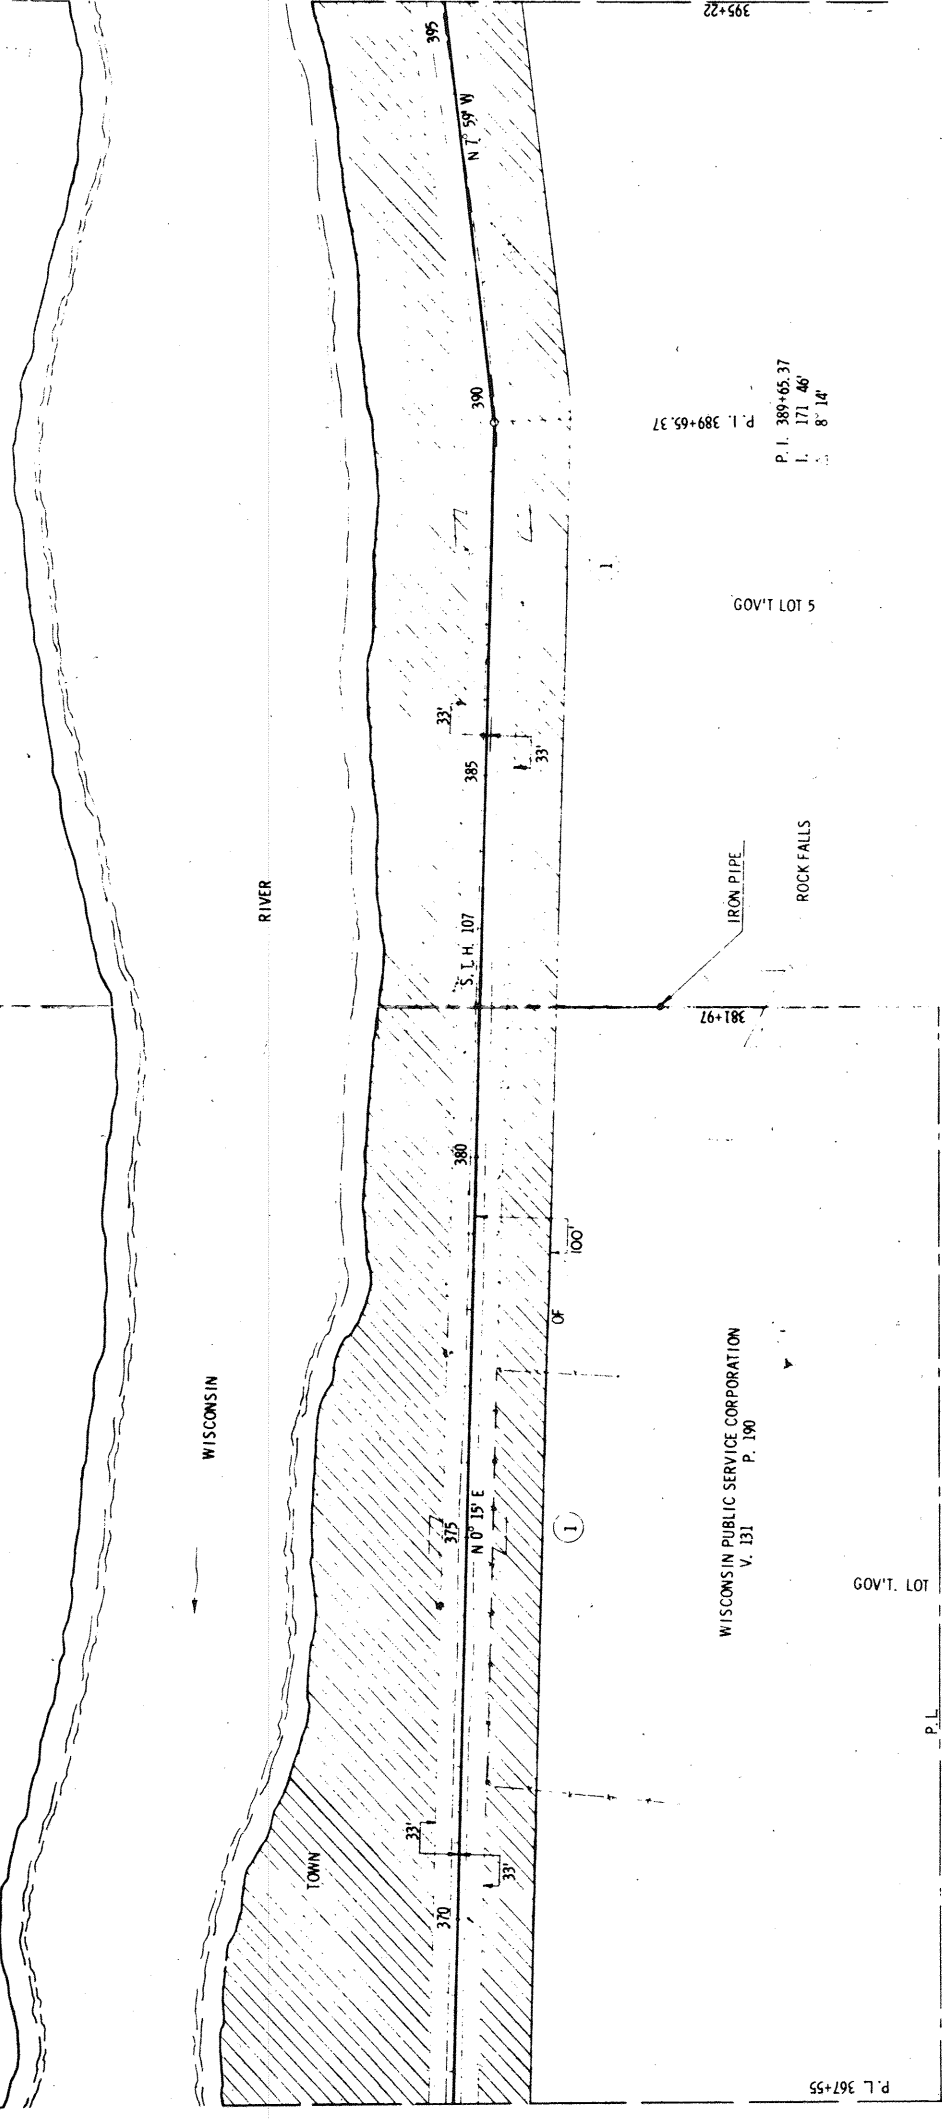 395+22
395
N 7° 59' W
390
P. I. 389+65.37
P. I. 389+65.37
I. 171 46'
8° 14'
1
GOV'T LOT 5
33'
385
33'
RIVER
IRON PIPE
ROCK FALLS
S. T. H. 107
381+97
380
100'
OF
WISCONSIN
WISCONSIN PUBLIC SERVICE CORPORATION
V. 131 P. 190
375
N 0° 15' E
1
GOV'T. LOT
P. L
TOWN
33'
33'
370
P. L 367+55